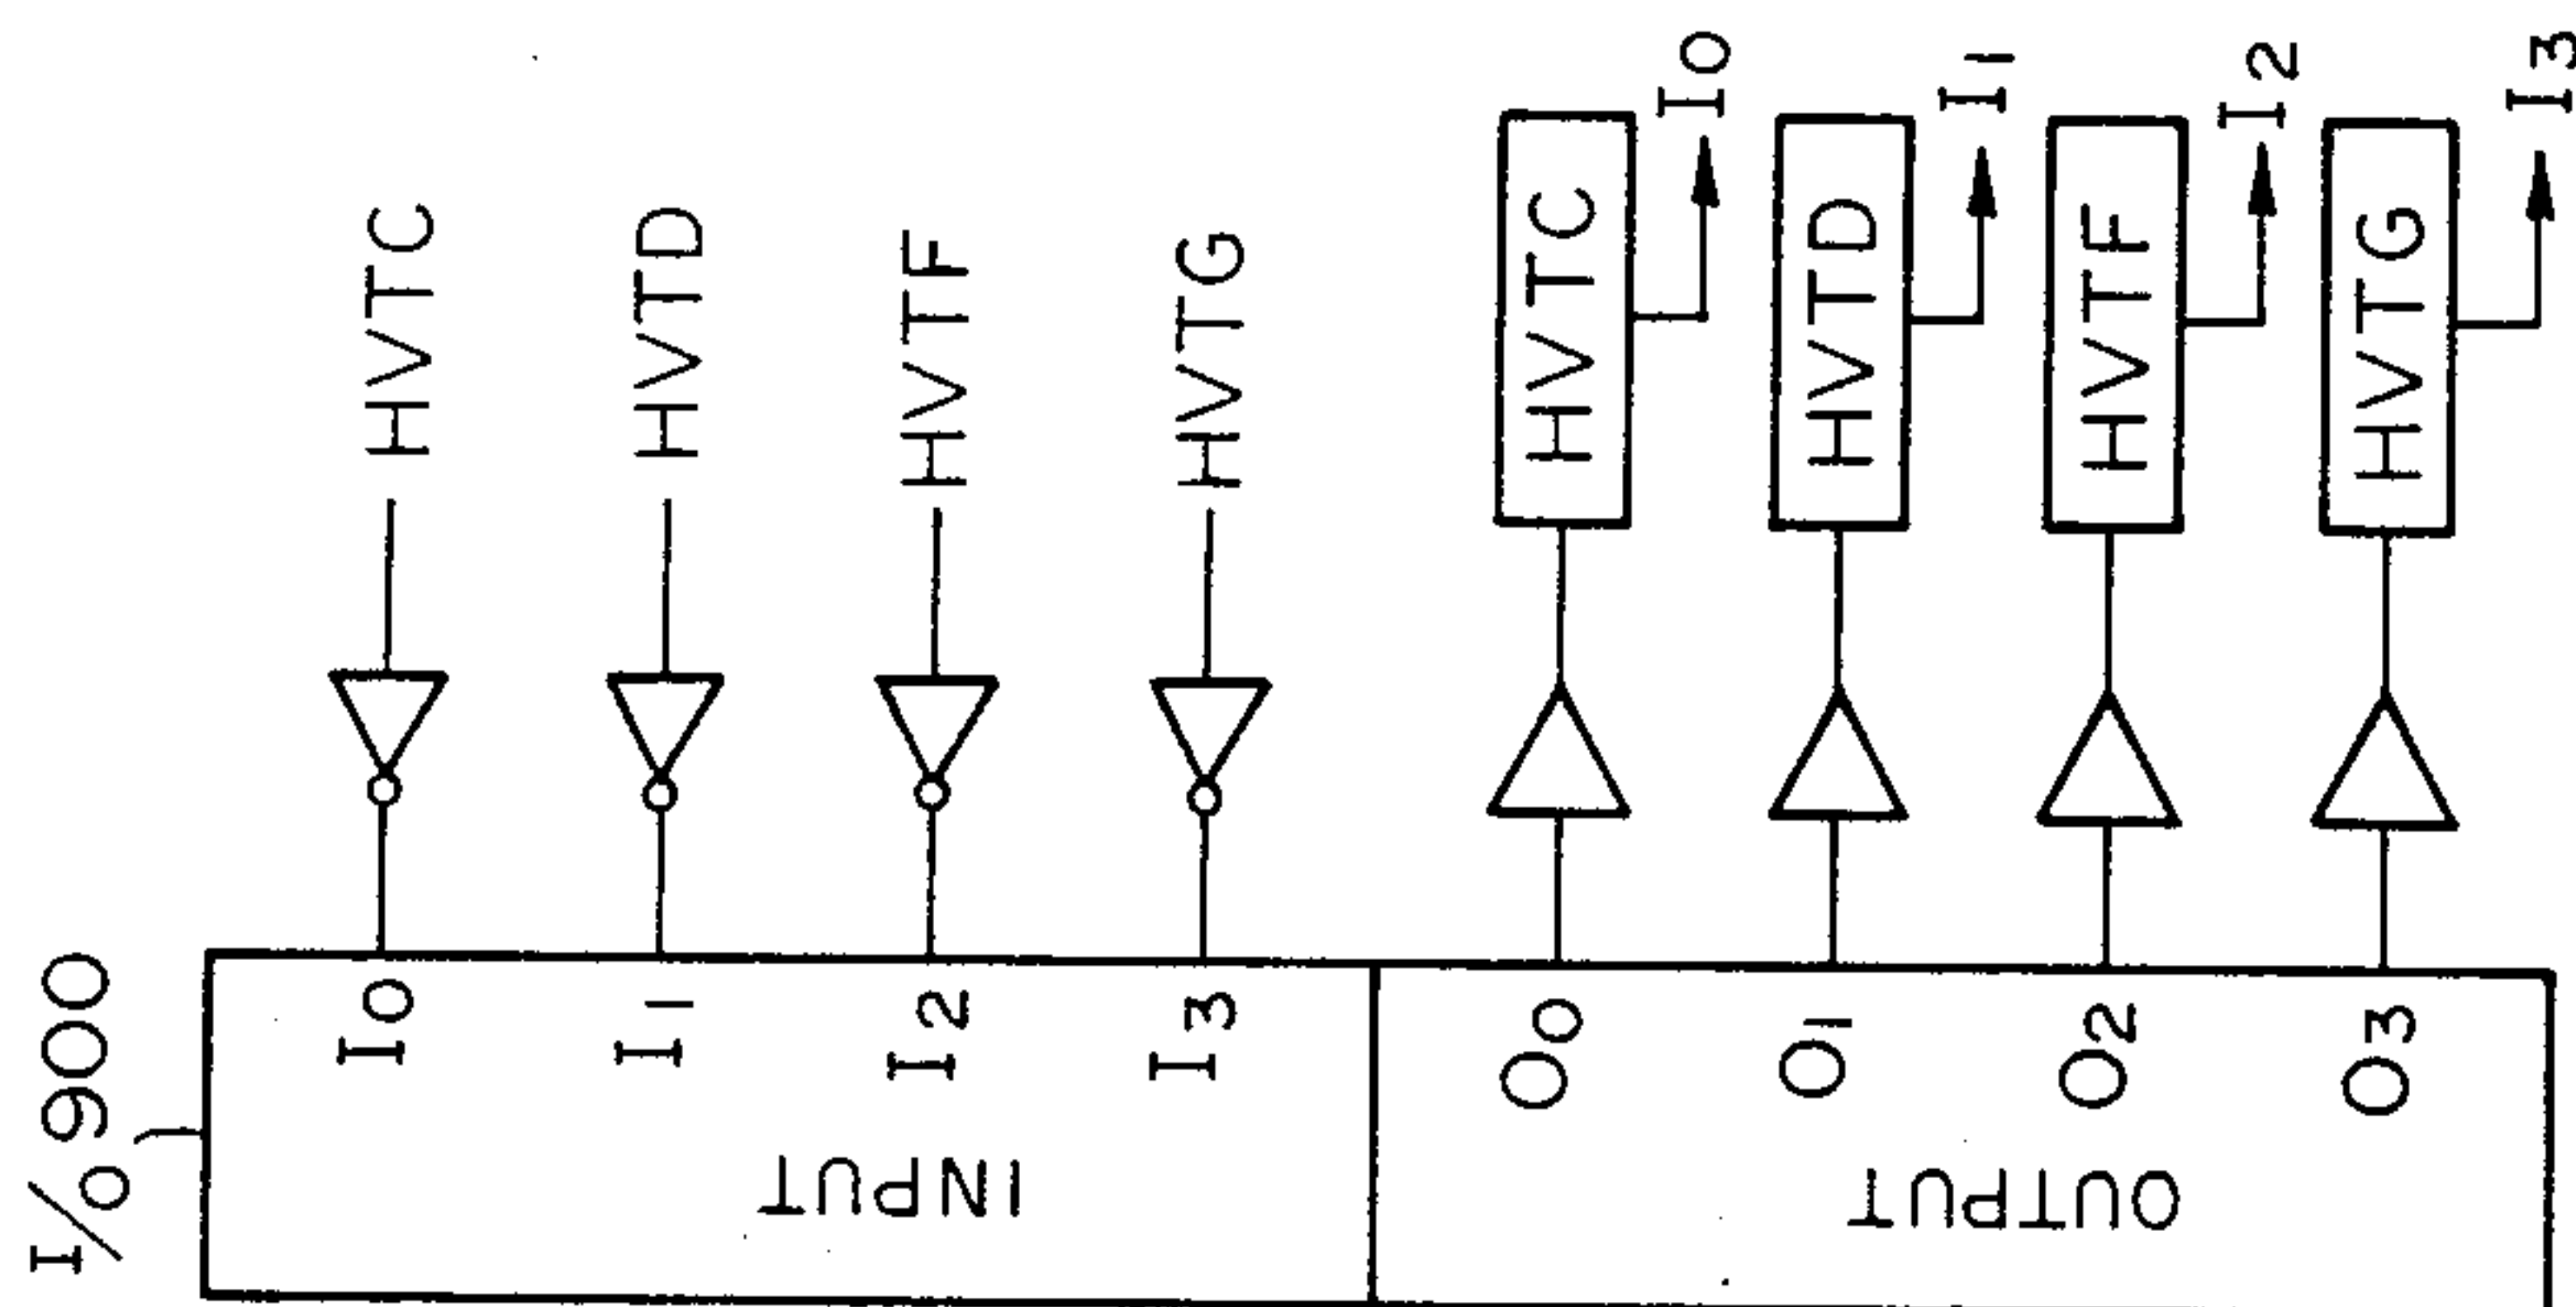 I/O 900
INPUT
I0
HVTC
I1
HVTD
I2
HVTF
I3
HVTG
OUTPUT
O0
HVTC
I0
O1
HVTD
I1
O2
HVTF
I2
O3
HVTG
I3